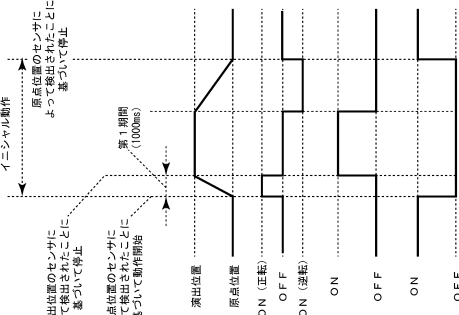 イニシャル動作
原点位置のセンサに
よって検出されたことに
基づいて停止
出位置のセンサに
て検出されたことに
基づいて停止
点位置のセンサに
て検出されたことに
基づいて動作開始
第1期間
(1000ms)
演出位置
原点位置
ON（正転）
OFF
ON（逆転）
ON
OFF
ON
OFF